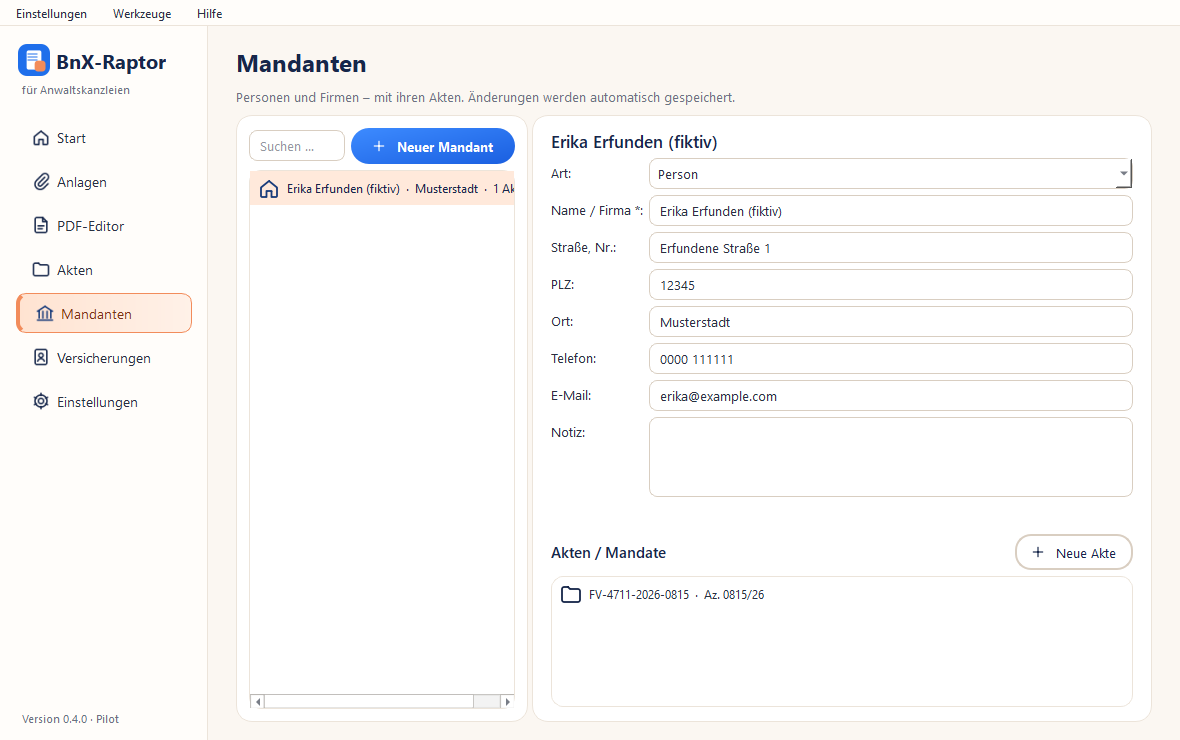 Einstellungen Werkzeuge Hilfe
BnX-Raptor
für Anwaltskanzleien
Start
Anlagen
PDF-Editor
Akten
Mandanten
Versicherungen
Einstellungen
Version 0.4.0 · Pilot
Mandanten
Personen und Firmen – mit ihren Akten. Änderungen werden automatisch gespeichert.
Suchen ...
+ Neuer Mandant
Erika Erfunden (fiktiv) · Musterstadt · 1 Ak
Erika Erfunden (fiktiv)
Art: Person
Name / Firma *: Erika Erfunden (fiktiv)
Straße, Nr.: Erfundene Straße 1
PLZ: 12345
Ort: Musterstadt
Telefon: 0000 111111
E-Mail: erika@example.com
Notiz:
Akten / Mandate
+ Neue Akte
FV-4711-2026-0815 · Az. 0815/26